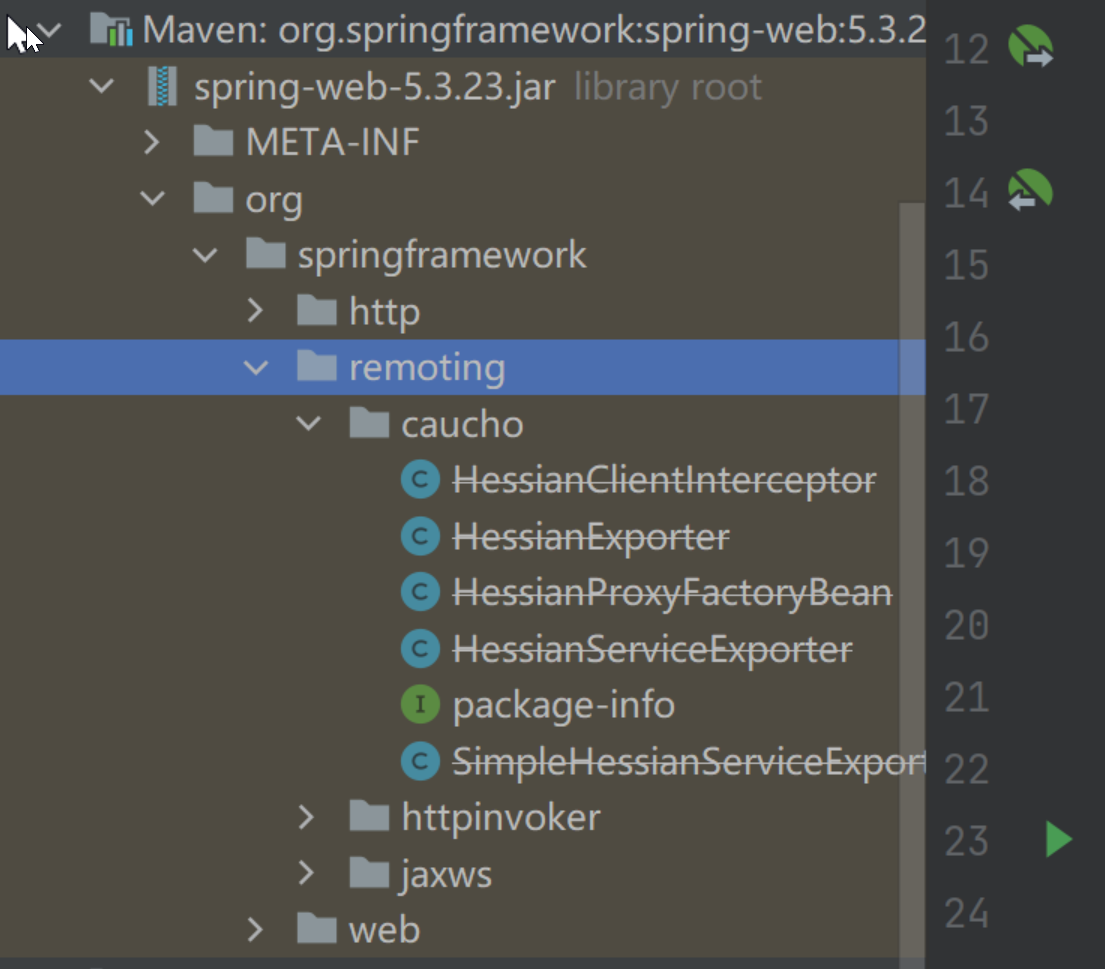 Maven: org.springframework:spring-web:5.3.2
spring-web-5.3.23.jar library root
META-INF
org
springframework
http
remoting
caucho
C HessianClientInterceptor
C HessianExporter
C HessianProxyFactoryBean
C HessianServiceExporter
I package-info
C SimpleHessianServiceExport
httpinvoker
jaxws
web
12
13
14
15
16
17
18
19
20
21
22
23
24